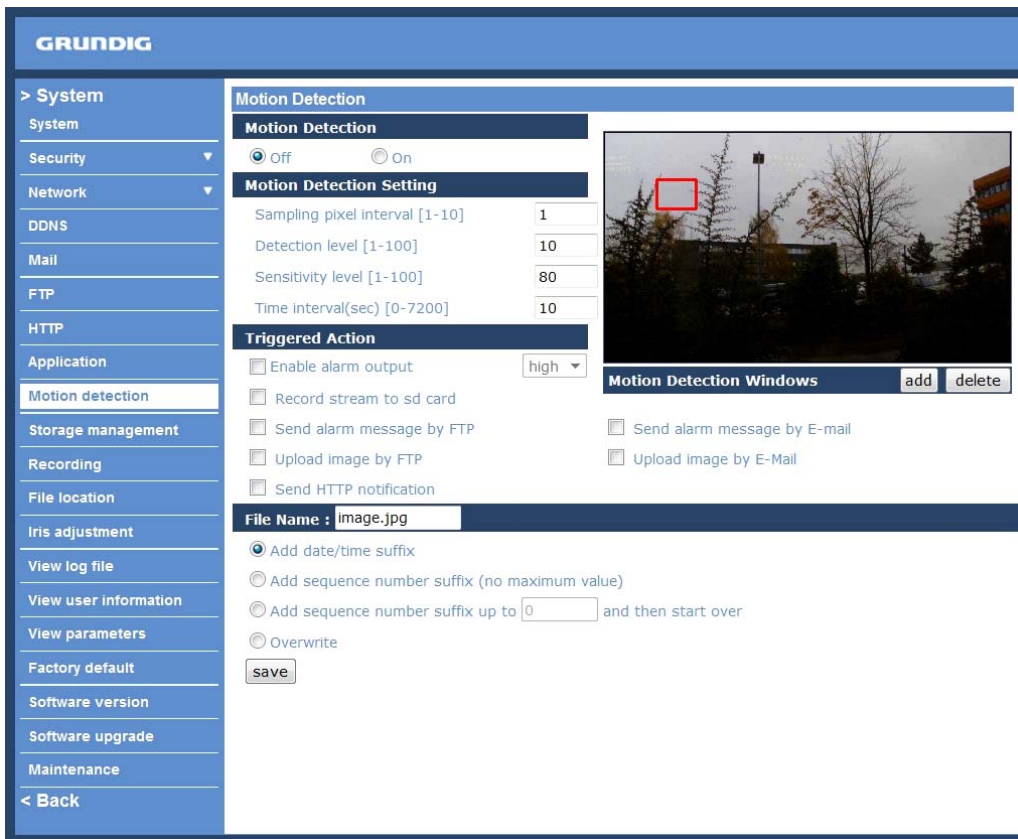 GRUNDIG
> System
System
Security
Network
DDNS
Mail
FTP
HTTP
Application
Motion detection
Storage management
Recording
File location
Iris adjustment
View log file
View user information
View parameters
Factory default
Software version
Software upgrade
Maintenance
< Back
Motion Detection
Motion Detection
Off On
Motion Detection Setting
Sampling pixel interval [1-10] 1
Detection level [1-100] 10
Sensitivity level [1-100] 80
Time interval(sec) [0-7200] 10
Triggered Action
Enable alarm output high
Motion Detection Windows add delete
Record stream to sd card
Send alarm message by FTP Send alarm message by E-mail
Upload image by FTP Upload image by E-Mail
Send HTTP notification
File Name : image.jpg
Add date/time suffix
Add sequence number suffix (no maximum value)
Add sequence number suffix up to 0 and then start over
Overwrite
save